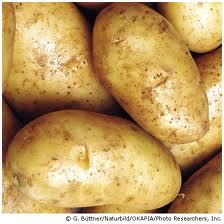 © G. Büttner/Naturbild/OKAPIA/Photo Researchers, Inc.